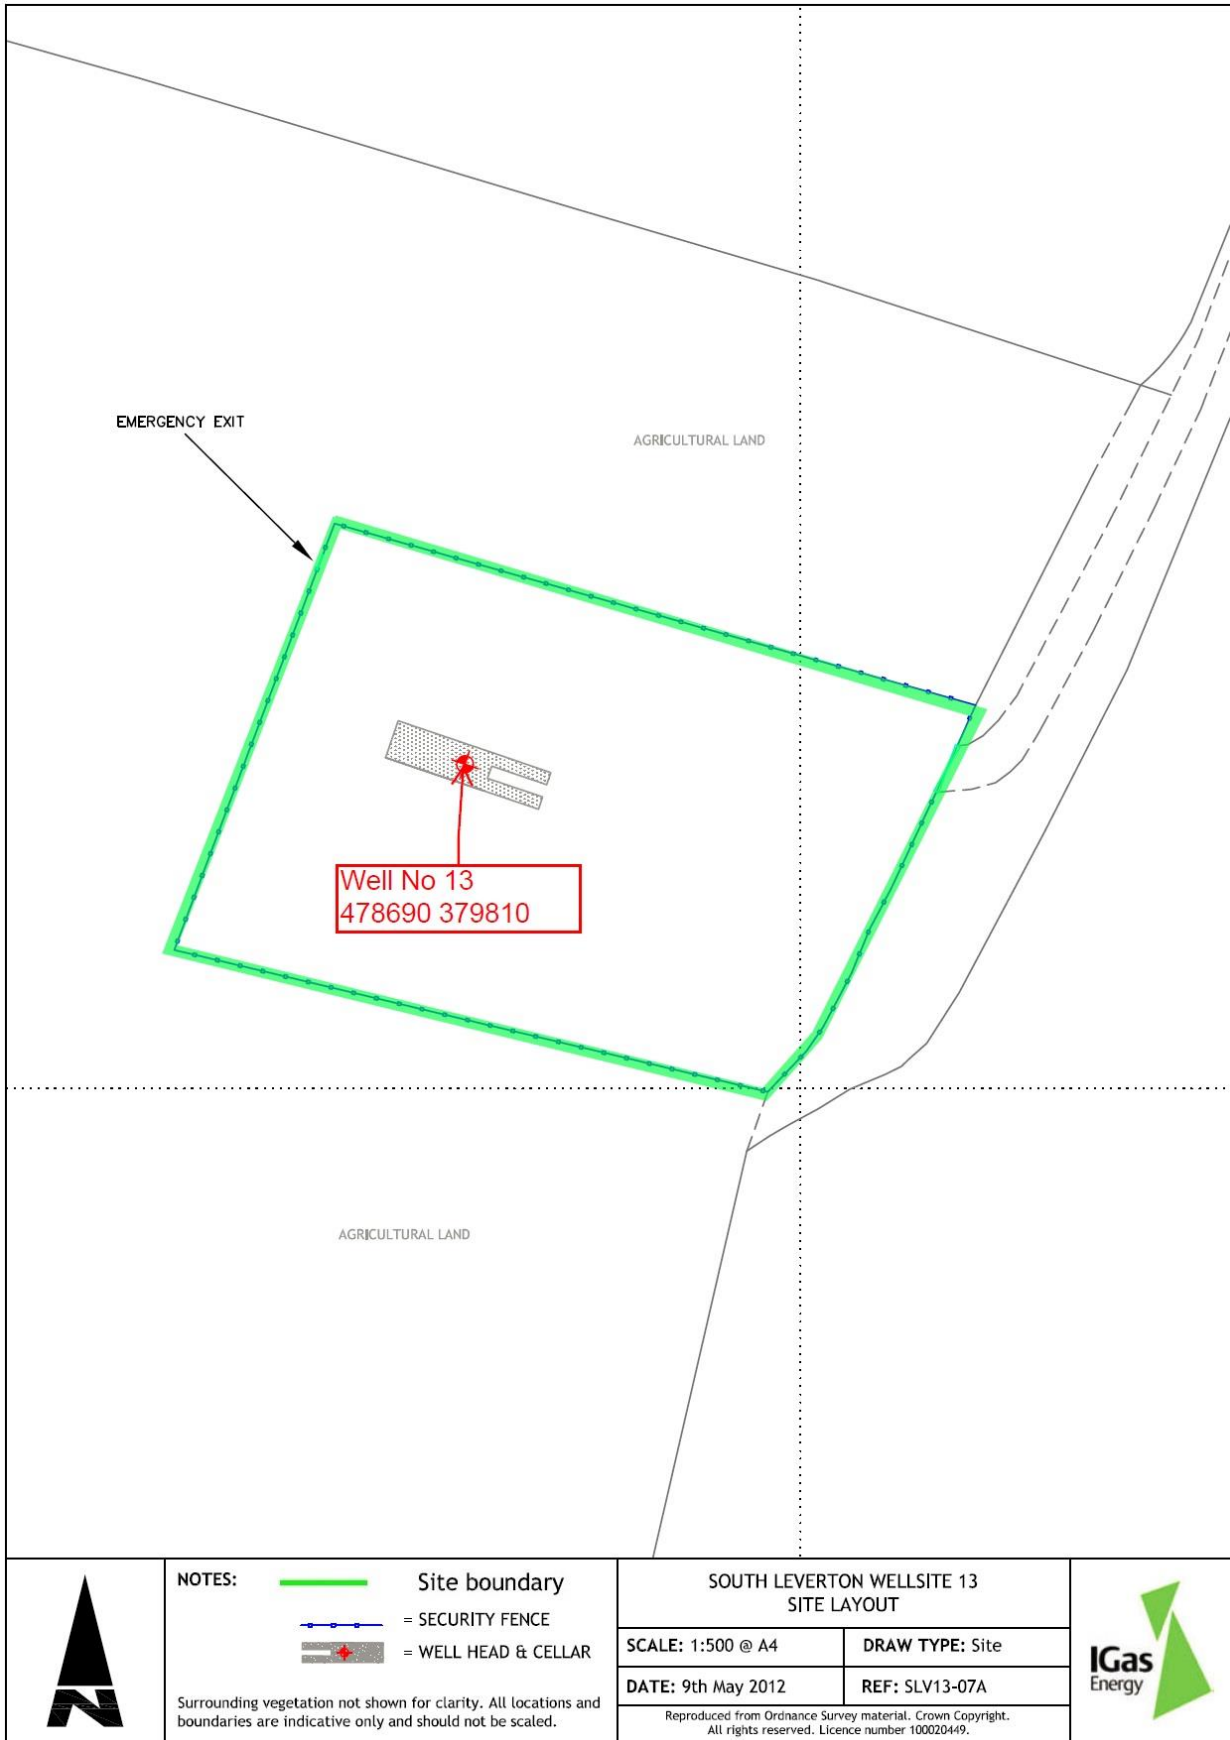 EMERGENCY EXIT
AGRICULTURAL LAND
Well No 13
478690 379810
AGRICULTURAL LAND
N
NOTES:
Site boundary
= SECURITY FENCE
= WELL HEAD & CELLAR
Surrounding vegetation not shown for clarity. All locations and
boundaries are indicative only and should not be scaled.
SOUTH LEVERTON WELLSITE 13
SITE LAYOUT
SCALE: 1:500 @ A4
DRAW TYPE: Site
DATE: 9th May 2012
REF: SLV13-07A
Reproduced from Ordnance Survey material. Crown Copyright.
All rights reserved. Licence number 100020449.
IGas
Energy